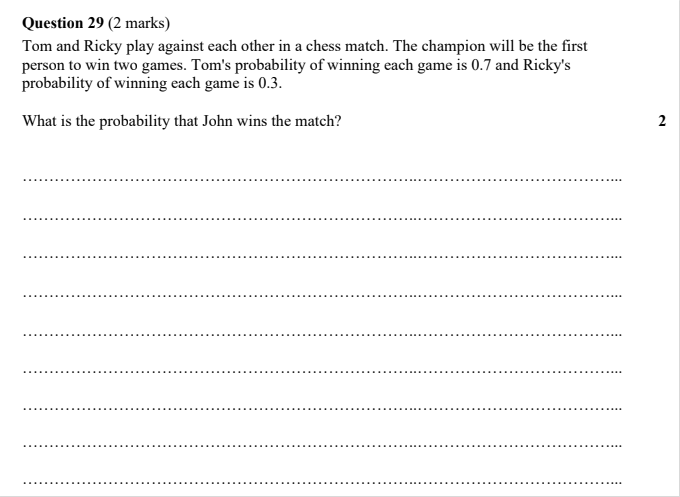 Question 29 (2 marks)
Tom and Ricky play against each other in a chess match. The champion will be the first
person to win two games. Tom's probability of winning each game is 0.7 and Ricky's
probability of winning each game is 0.3.
What is the probability that John wins the match? 2